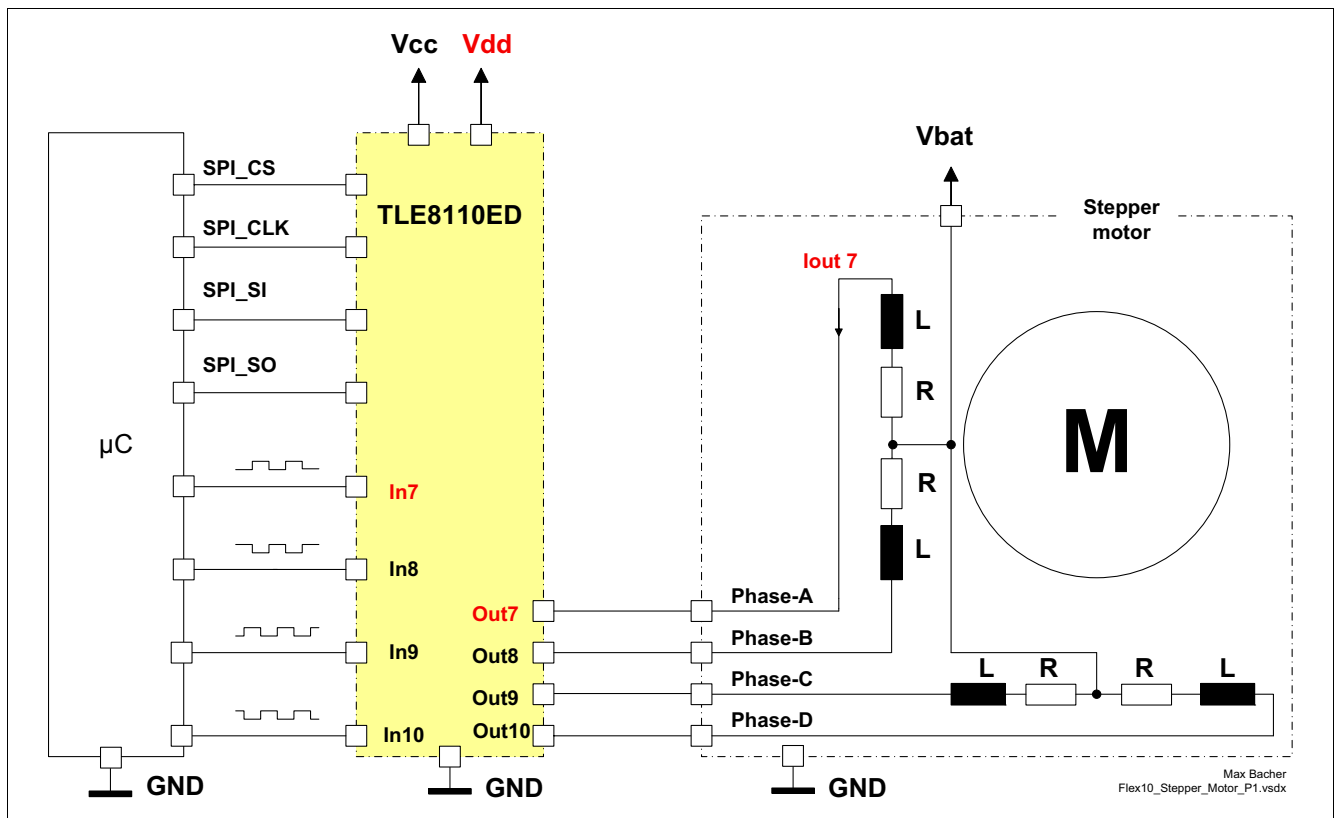 Vcc Vdd
Vbat
SPI_CS
TLE8110ED
Stepper
motor
SPI_CLK
Iout 7
SPI_SI
L
SPI_SO
R
µC
M
R
In7
L
In8
Phase-A
Out7
Phase-B
In9
Out8
L R R L
Phase-C
Out9
Phase-D
In10
Out10
GND
GND
GND
Max Bacher
Flex10_Stepper_Motor_P1.vsdx